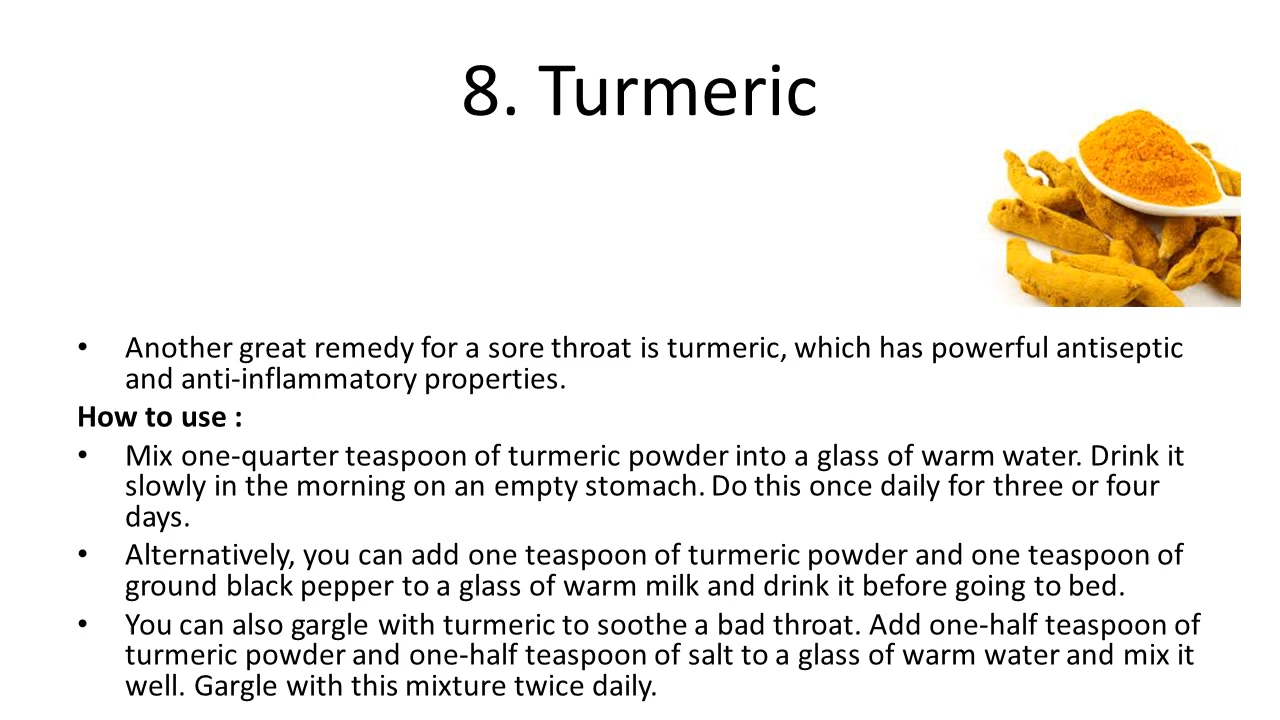 8. Turmeric
• Another great remedy for a sore throat is turmeric, which has powerful antiseptic
and anti-inflammatory properties.
How to use :
• Mix one-quarter teaspoon of turmeric powder into a glass of warm water. Drink it
slowly in the morning on an empty stomach. Do this once daily for three or four
days.
• Alternatively, you can add one teaspoon of turmeric powder and one teaspoon of
ground black pepper to a glass of warm milk and drink it before going to bed.
• You can also gargle with turmeric to soothe a bad throat. Add one-half teaspoon of
turmeric powder and one-half teaspoon of salt to a glass of warm water and mix it
well. Gargle with this mixture twice daily.